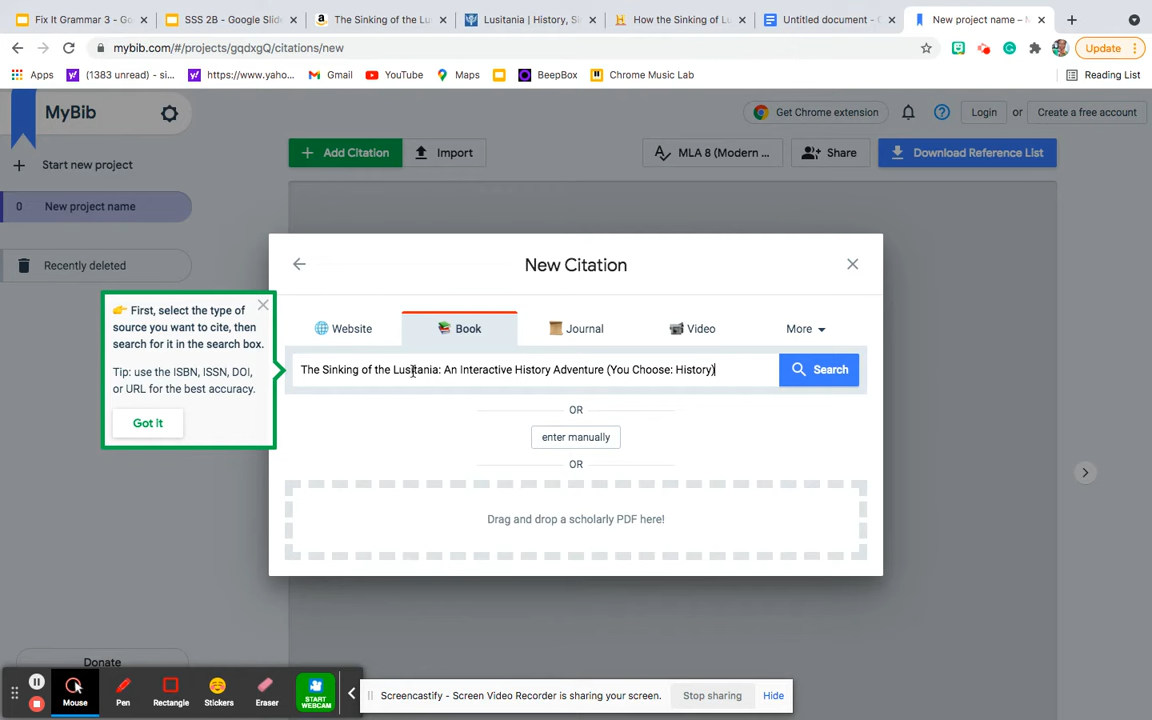 Fix It Grammar 3 - Go
SSS 2B - Google Slide
The Sinking of the Lus
Lusitania | History, Si
How the Sinking of Lu
Untitled document - G
New project name – M
mybib.com/#/projects/gqdxgQ/citations/new
Update
Apps
(1383 unread) - si...
https://www.yaho...
Gmail
YouTube
Maps
BeepBox
Chrome Music Lab
Reading List
MyBib
Get Chrome extension
Login
or
Create a free account
Start new project
Add Citation
Import
MLA 8 (Modern ...
Share
Download Reference List
0
New project name
Recently deleted
New Citation
First, select the type of
source you want to cite, then
search for it in the search box.
Tip: use the ISBN, ISSN, DOI,
or URL for the best accuracy.
Got it
Website
Book
Journal
Video
More
The Sinking of the Lusitania: An Interactive History Adventure (You Choose: History)
Search
OR
enter manually
OR
Drag and drop a scholarly PDF here!
Donate
Mouse
Pen
Rectangle
Stickers
Eraser
START
WEBCAM
Screencastify - Screen Video Recorder is sharing your screen.
Stop sharing
Hide